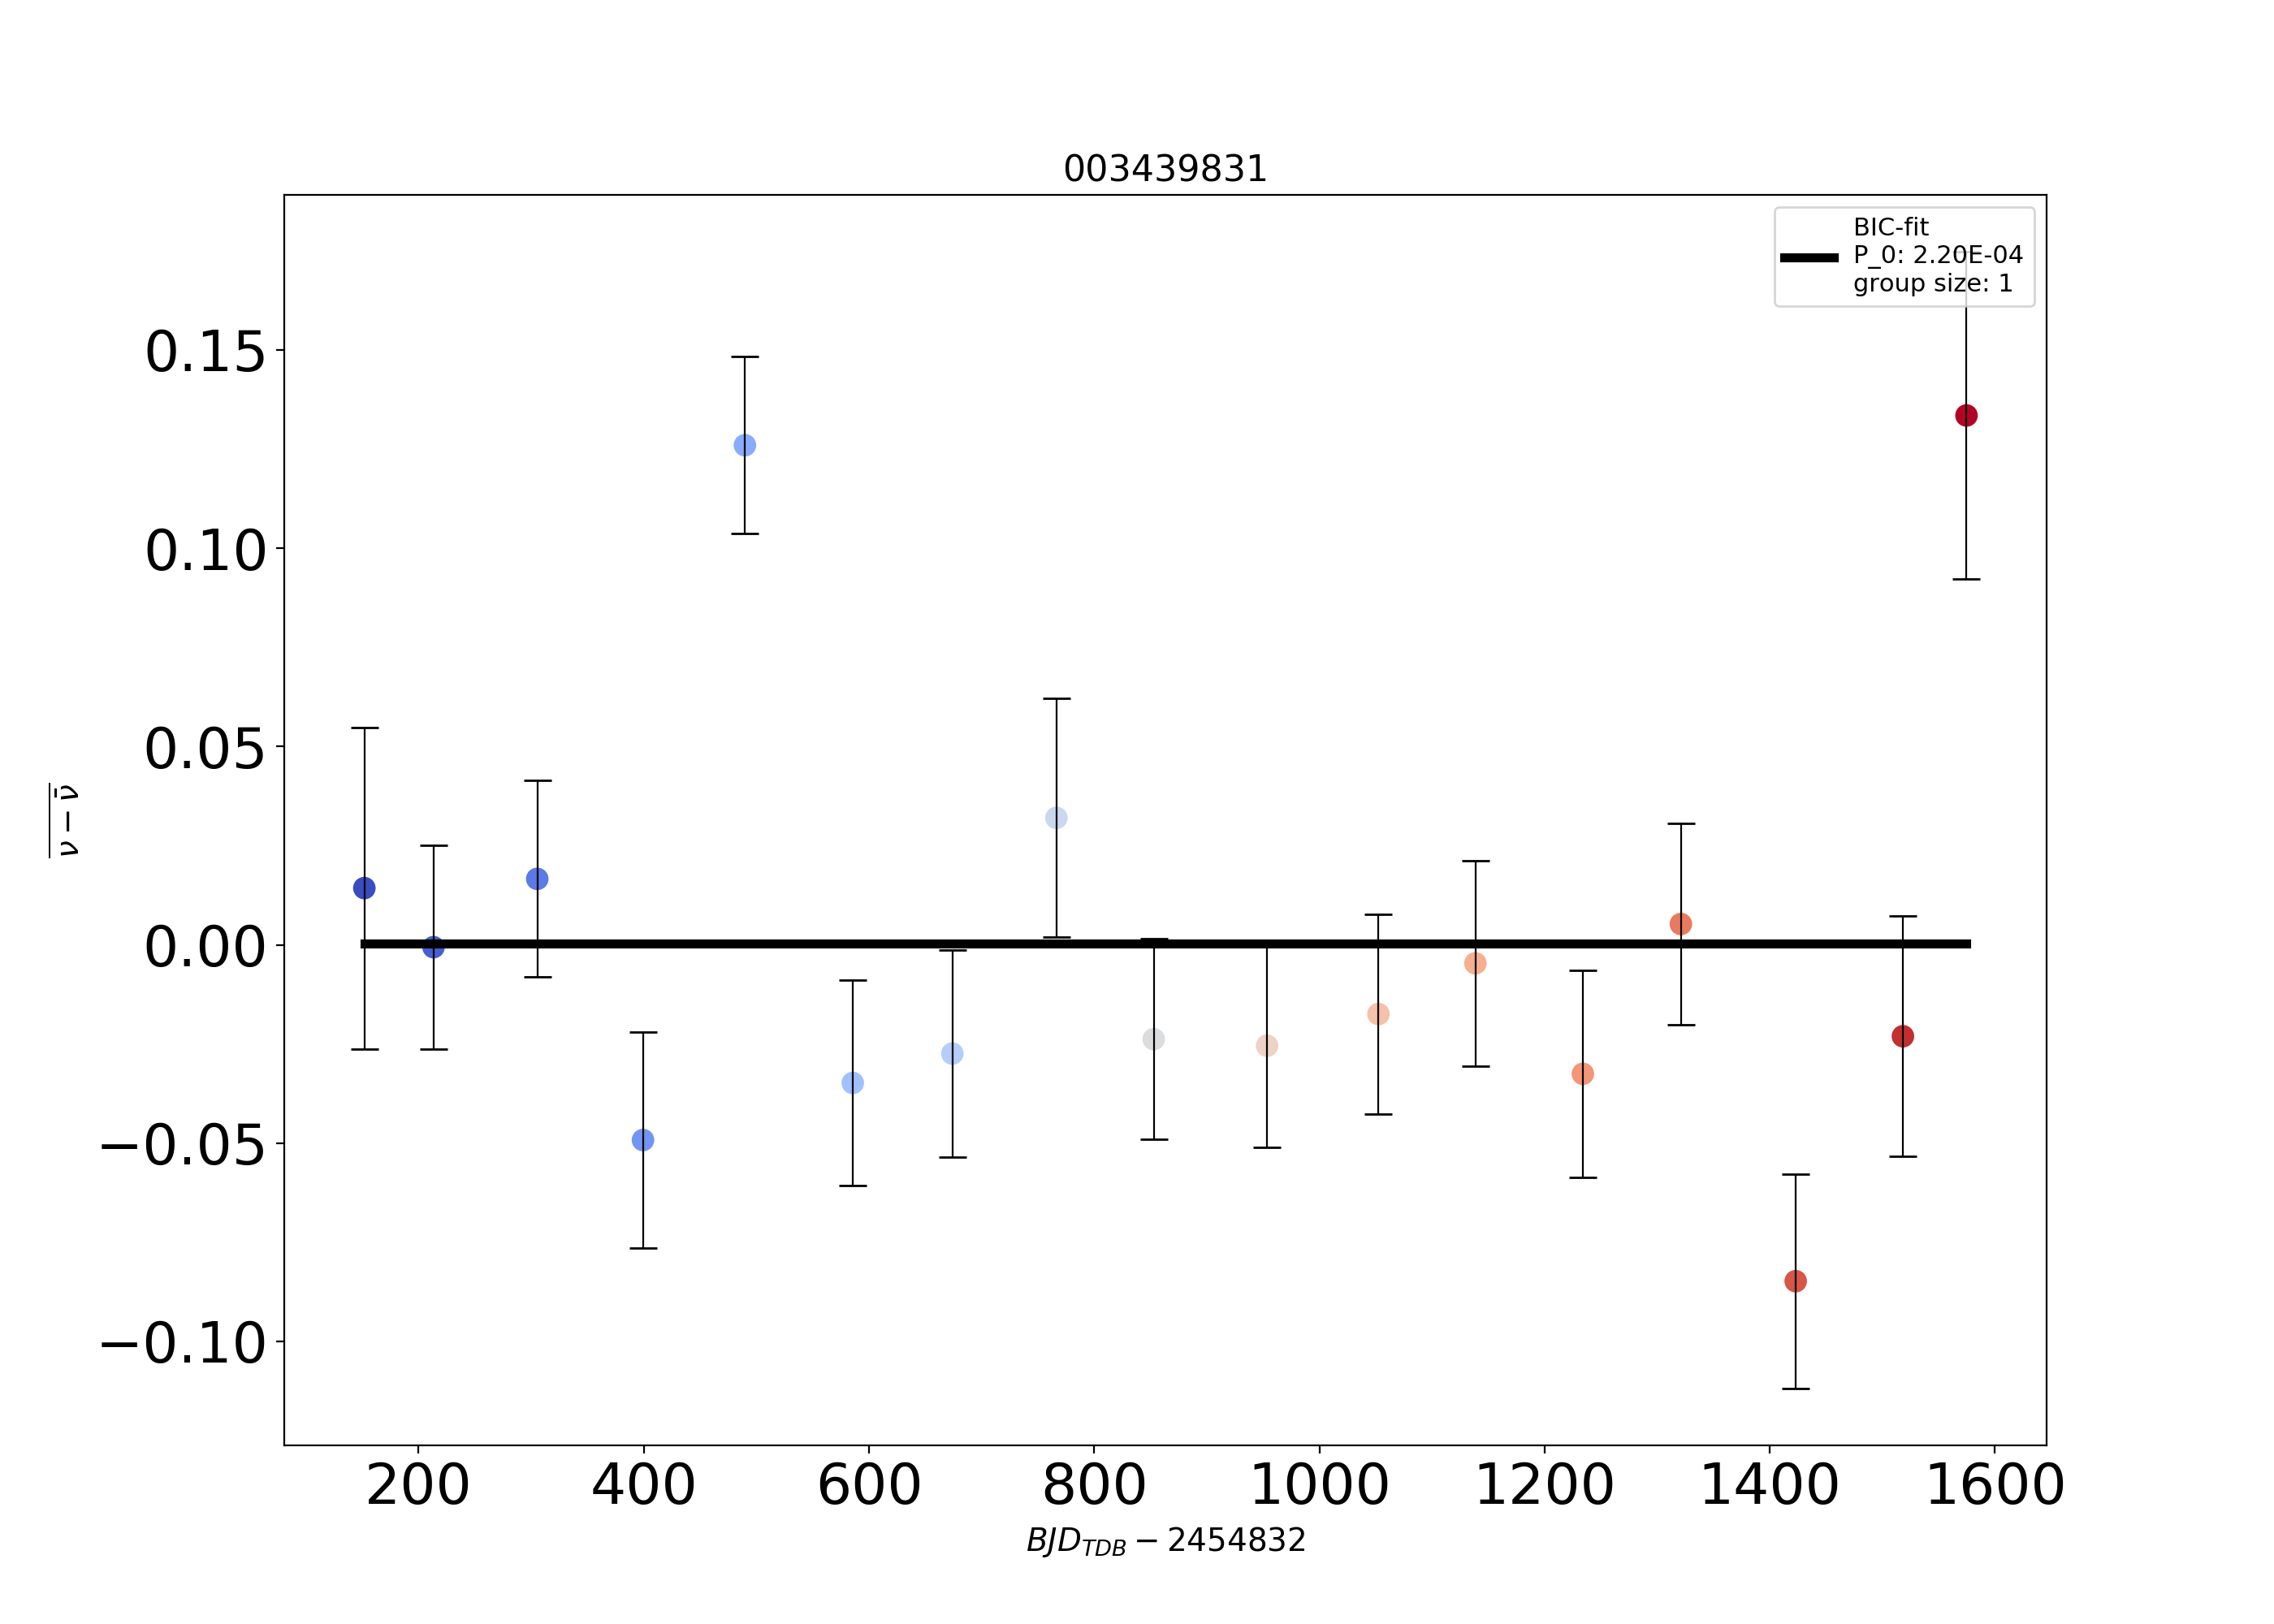 003439831
BIC-fit
P_0: 2.20E-04
group size: 1
0.15
0.10
0.05
0.00
−0.05
−0.10
ν − ν̄
200 400 600 800 1000 1200 1400 1600
BJD_TDB − 2454832